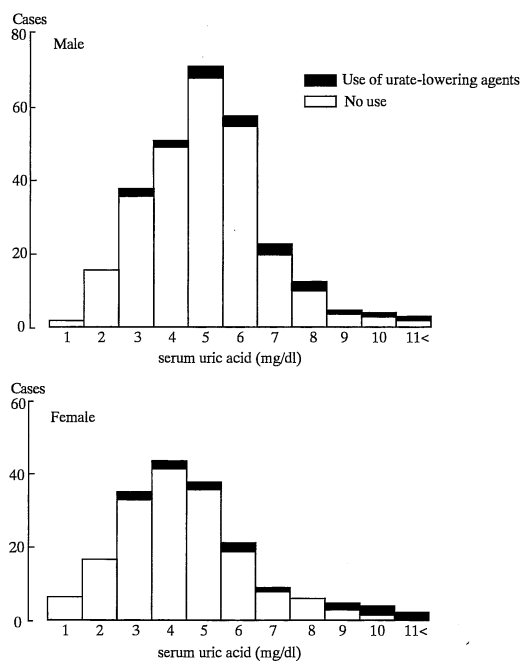 Cases
80
Male
Use of urate-lowering agents
No use
60
40
20
0
1 2 3 4 5 6 7 8 9 10 11<
serum uric acid (mg/dl)
Cases
60
Female
40
20
0
1 2 3 4 5 6 7 8 9 10 11<
serum uric acid (mg/dl)